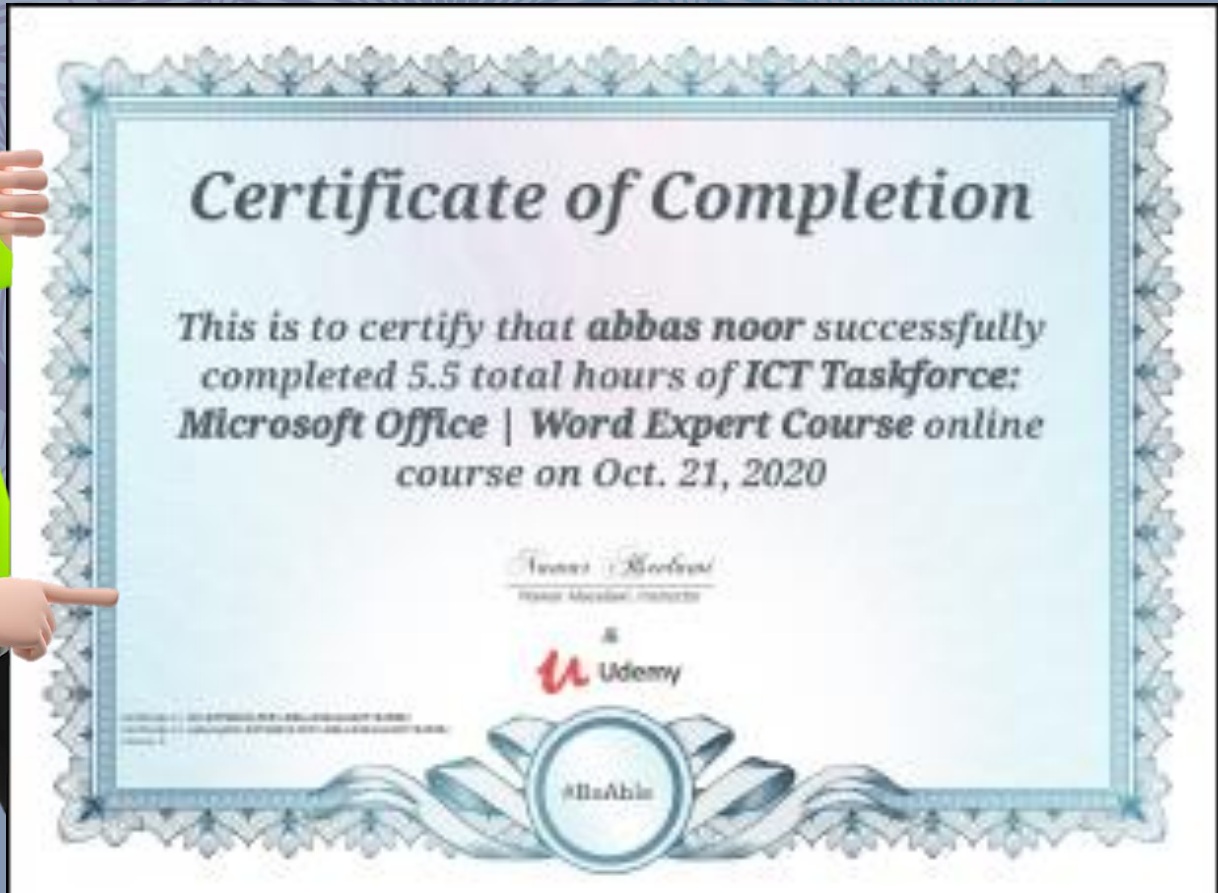 Certificate of Completion
This is to certify that abbas noor successfully
completed 5.5 total hours of ICT Taskforce:
Microsoft Office | Word Expert Course online
course on Oct. 21, 2020
&
Udemy
#BeAble